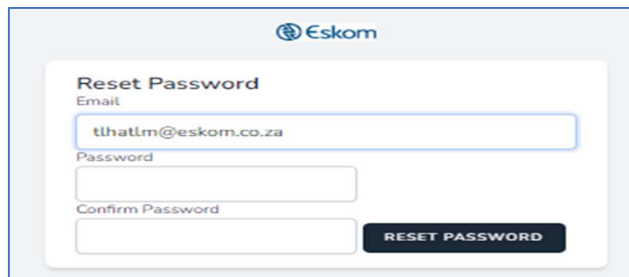 Eskom
Reset Password
Email
tlhatlm@eskom.co.za
Password
Confirm Password
RESET PASSWORD